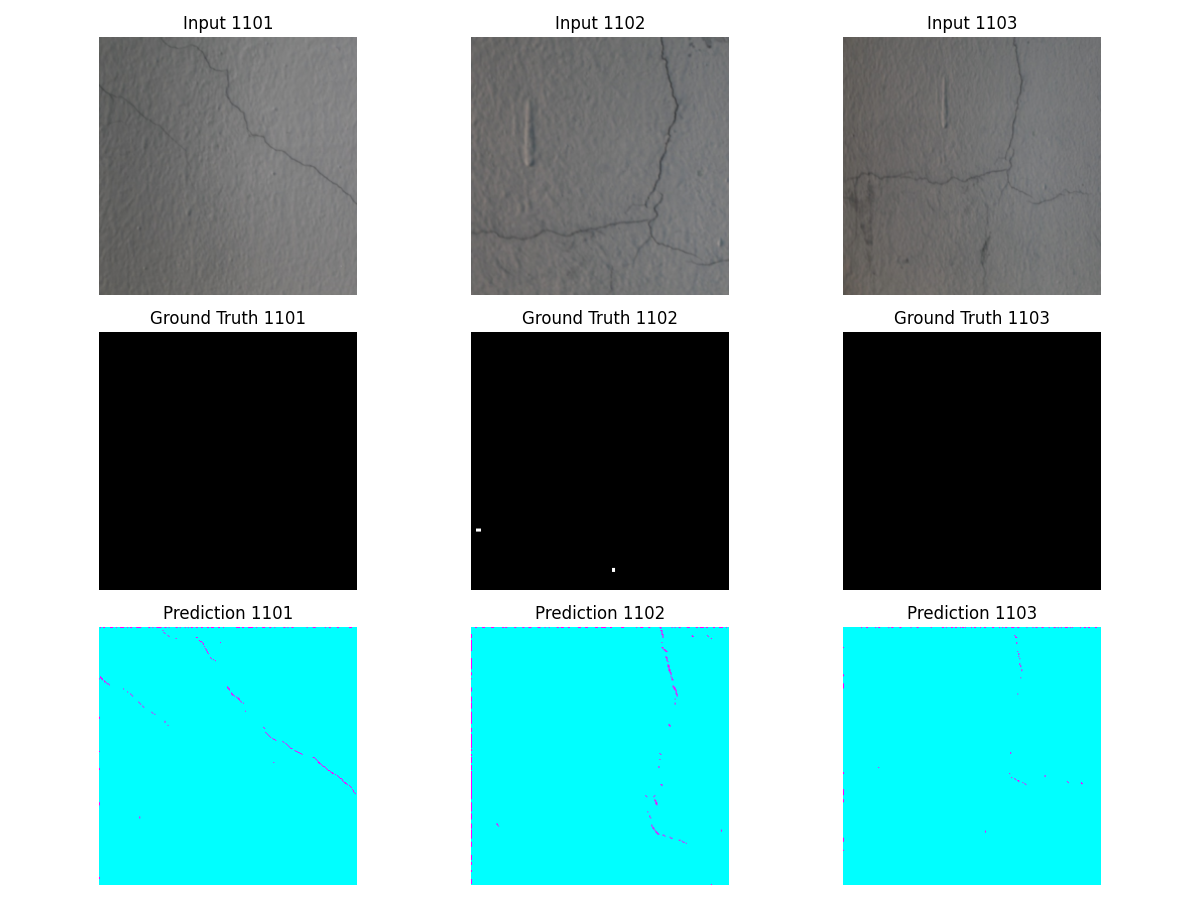 Input 1101
Input 1102
Input 1103
Ground Truth 1101
Ground Truth 1102
Ground Truth 1103
Prediction 1101
Prediction 1102
Prediction 1103